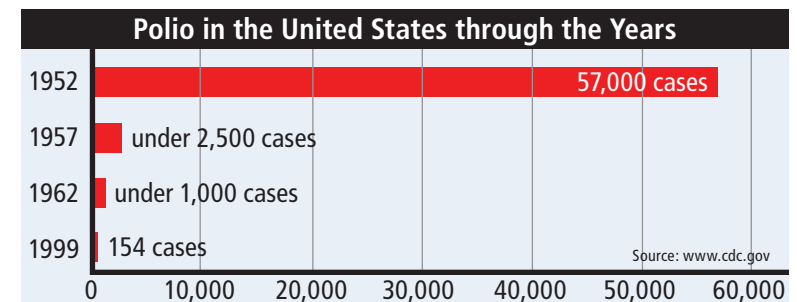 Polio in the United States through the Years
1952 57,000 cases
1957 under 2,500 cases
1962 under 1,000 cases
1999 154 cases
Source: www.cdc.gov
0 10,000 20,000 30,000 40,000 50,000 60,000